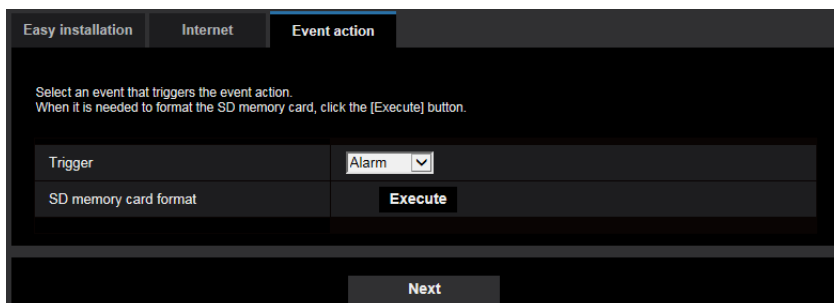 Easy installation Internet Event action
Select an event that triggers the event action.
When it is needed to format the SD memory card, click the [Execute] button.
Trigger Alarm
SD memory card format Execute
Next